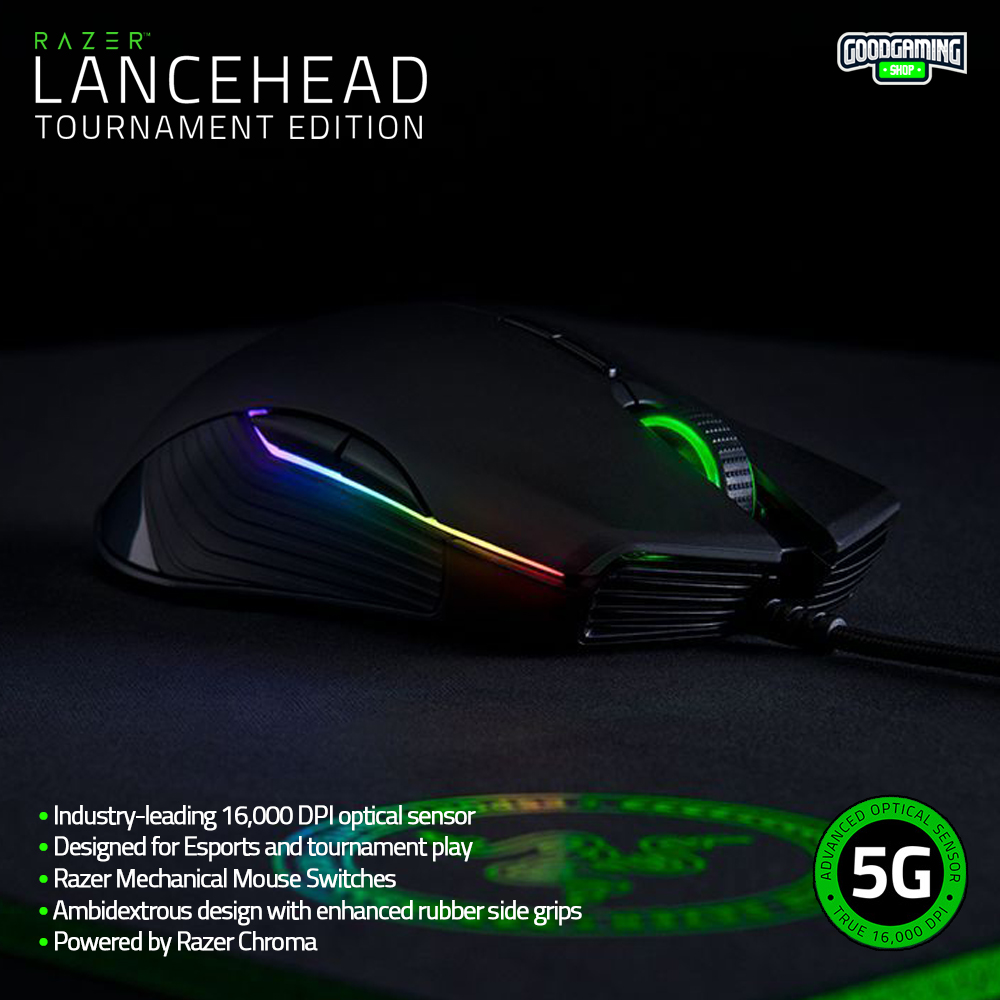 RAZER™
LANCEHEAD
TOURNAMENT EDITION
GOODGAMING
• SHOP •
• Industry-leading 16,000 DPI optical sensor
• Designed for Esports and tournament play
• Razer Mechanical Mouse Switches
• Ambidextrous design with enhanced rubber side grips
• Powered by Razer Chroma
ADVANCED OPTICAL SENSOR
5G
• TRUE 16,000 DPI •